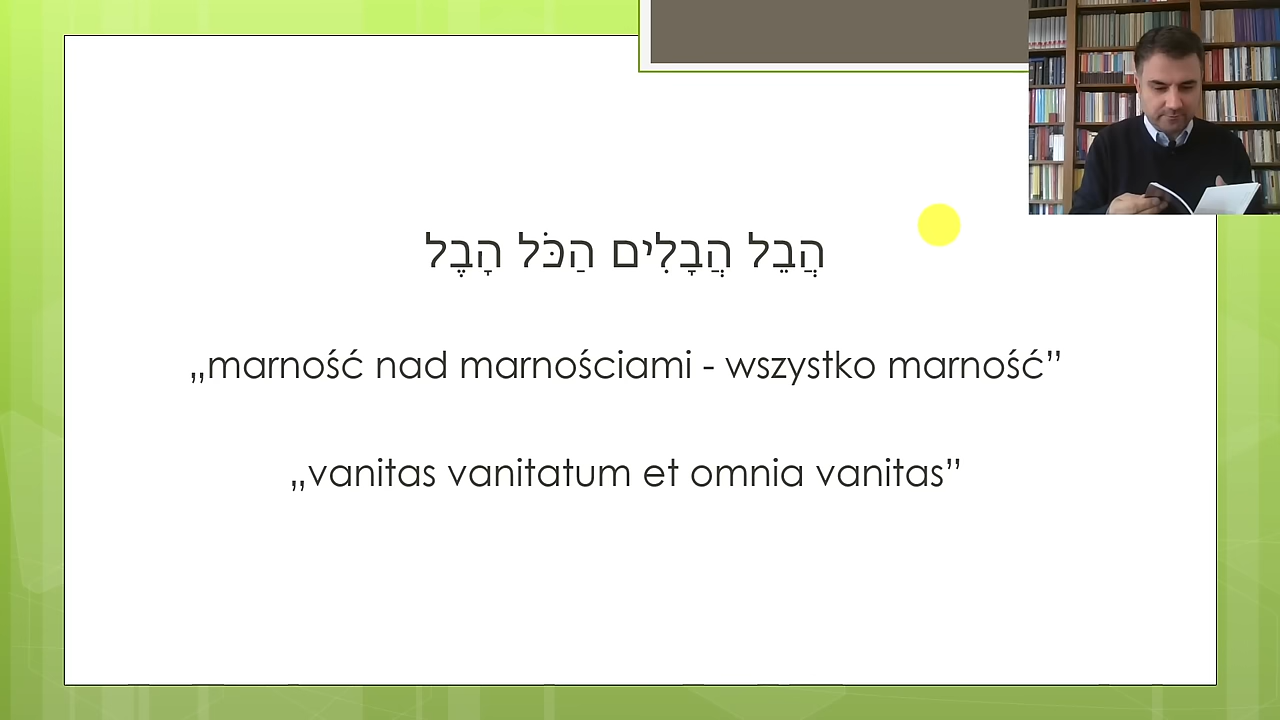 הֲבֵל הֲבָלִים הַכֹּל הָבֶל
„marność nad marnościami - wszystko marność”
„vanitas vanitatum et omnia vanitas”